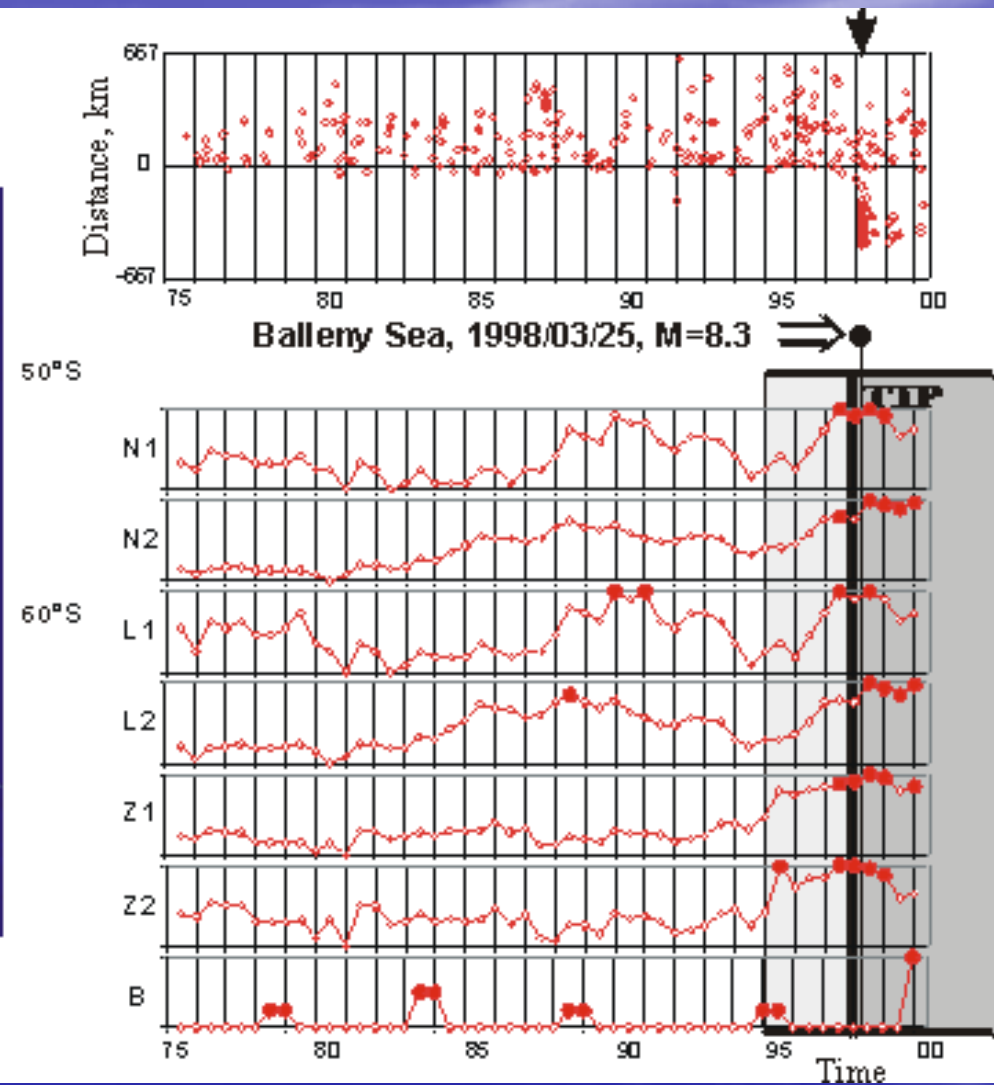 667
Distance, km
0
-667
75 80 85 90 95 00
Balleny Sea, 1998/03/25, M=8.3
50°S
TIP
N1
N2
60°S
L1
L2
Z1
Z2
B
75 80 85 90 95 00
Time